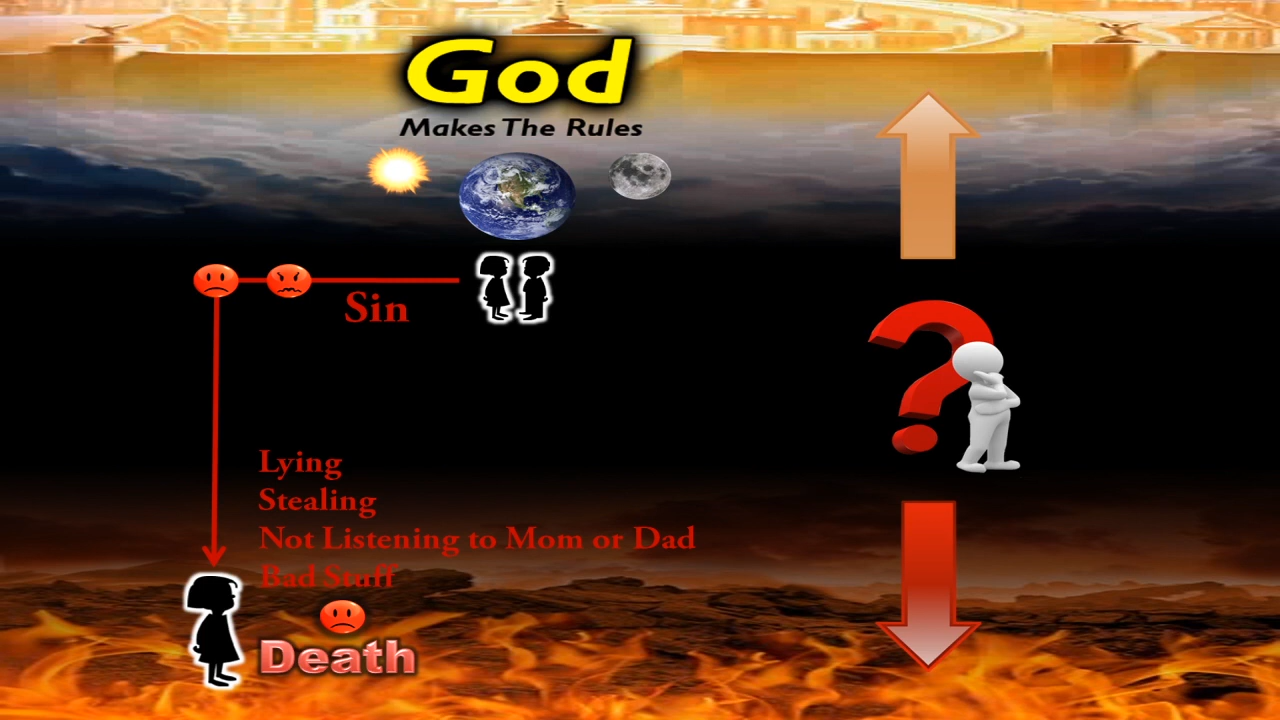 God
Makes The Rules
Sin
?
Lying
Stealing
Not Listening to Mom or Dad
Bad Stuff
Death